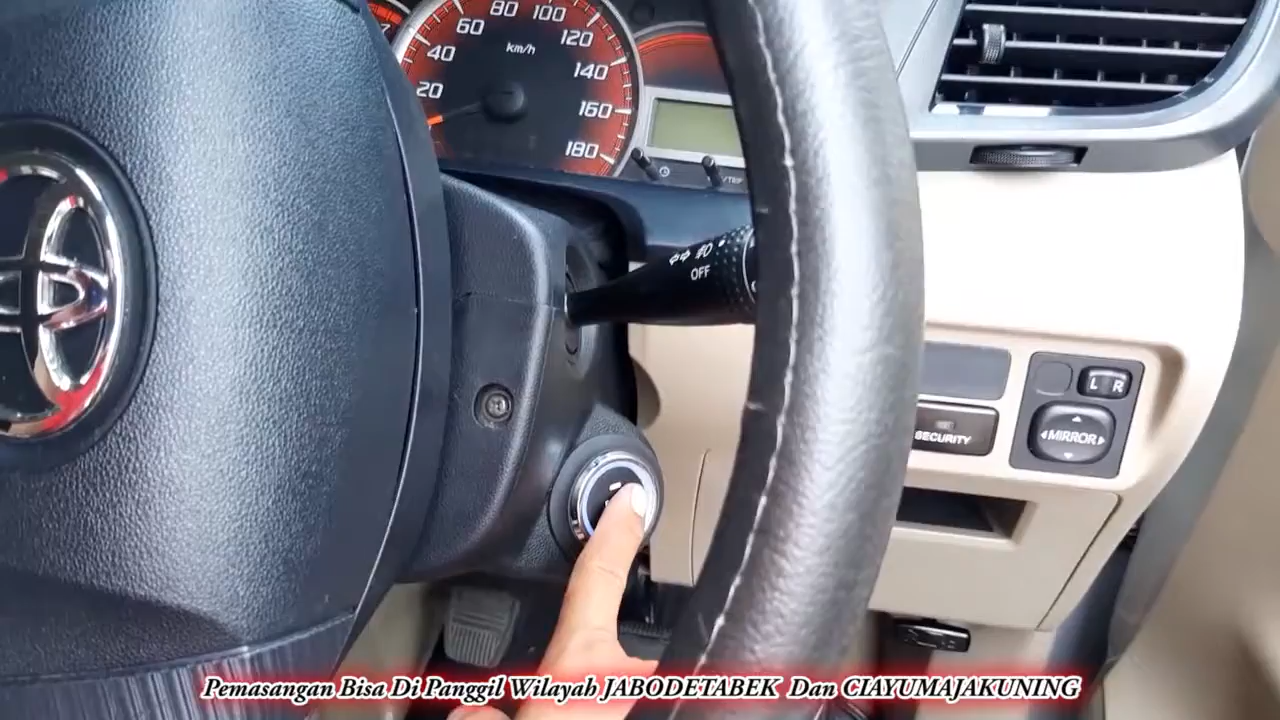 80 100
60 120
km/h
40
140
20
160
180
/TRIP
OFF
L R
SECURITY
MIRROR
Pemasangan Bisa Di Panggil Wilayah JABODETABEK Dan CIAYUMAJAKUNING